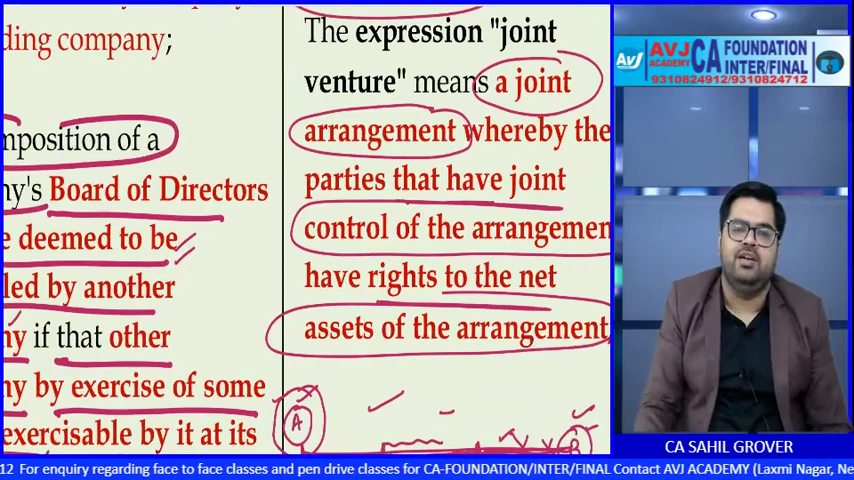 ding company;
mposition of a
ny's Board of Directors
e deemed to be
led by another
ny if that other
ny by exercise of some
exercisable by it at its
The expression "joint
venture" means a joint
arrangement whereby the
parties that have joint
control of the arrangemen
have rights to the net
assets of the arrangement
A
B
AVJ
AVJ
ACADEMY
CA
FOUNDATION
INTER/FINAL
9310824912/9310824712
CA SAHIL GROVER
12 For enquiry regarding face to face classes and pen drive classes for CA-FOUNDATION/INTER/FINAL Contact AVJ ACADEMY (Laxmi Nagar, Ne